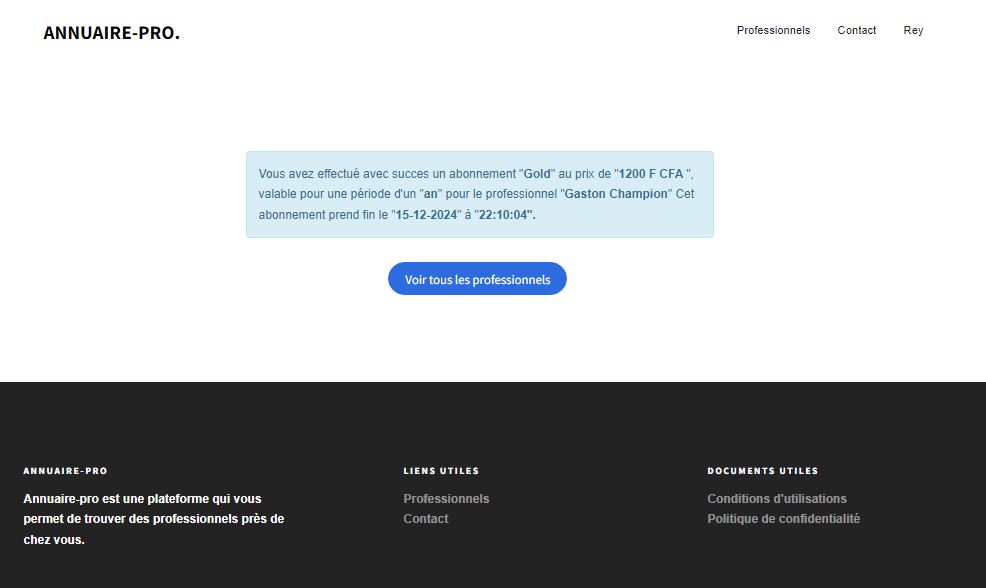 ANNUAIRE-PRO.
Professionnels Contact Rey
Vous avez effectué avec succes un abonnement "Gold" au prix de "1200 F CFA ",
valable pour une période d'un "an" pour le professionnel "Gaston Champion" Cet
abonnement prend fin le "15-12-2024" à "22:10:04".
Voir tous les professionnels
ANNUAIRE-PRO
Annuaire-pro est une plateforme qui vous
permet de trouver des professionnels près de
chez vous.
LIENS UTILES
Professionnels
Contact
DOCUMENTS UTILES
Conditions d'utilisations
Politique de confidentialité